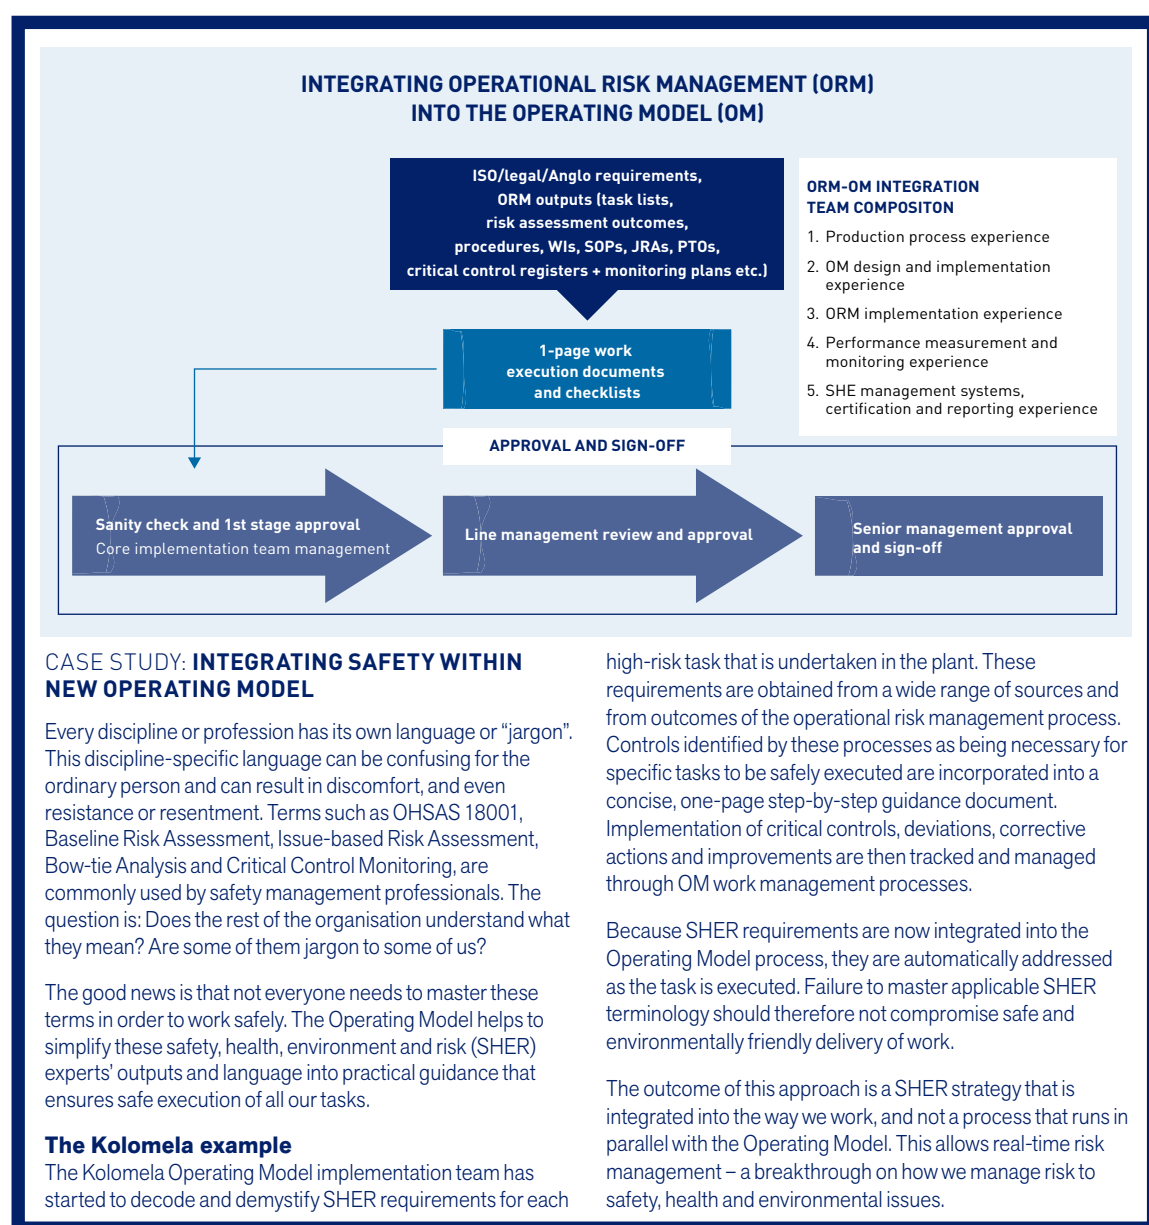 INTEGRATING OPERATIONAL RISK MANAGEMENT (ORM)
INTO THE OPERATING MODEL (OM)
ISO/legal/Anglo requirements,
ORM outputs (task lists,
risk assessment outcomes,
procedures, WIs, SOPs, JRAs, PTOs,
critical control registers + monitoring plans etc.)
ORM-OM INTEGRATION
TEAM COMPOSITON
1. Production process experience
2. OM design and implementation
experience
3. ORM implementation experience
4. Performance measurement and
monitoring experience
5. SHE management systems,
certification and reporting experience
1-page work
execution documents
and checklists
APPROVAL AND SIGN-OFF
Sanity check and 1st stage approval
Core implementation team management
Line management review and approval
Senior management approval
and sign-off
CASE STUDY: INTEGRATING SAFETY WITHIN
NEW OPERATING MODEL
Every discipline or profession has its own language or “jargon”.
This discipline-specific language can be confusing for the
ordinary person and can result in discomfort, and even
resistance or resentment. Terms such as OHSAS 18001,
Baseline Risk Assessment, Issue-based Risk Assessment,
Bow-tie Analysis and Critical Control Monitoring, are
commonly used by safety management professionals. The
question is: Does the rest of the organisation understand what
they mean? Are some of them jargon to some of us?
The good news is that not everyone needs to master these
terms in order to work safely. The Operating Model helps to
simplify these safety, health, environment and risk (SHER)
experts’ outputs and language into practical guidance that
ensures safe execution of all our tasks.
The Kolomela example
The Kolomela Operating Model implementation team has
started to decode and demystify SHER requirements for each
high-risk task that is undertaken in the plant. These
requirements are obtained from a wide range of sources and
from outcomes of the operational risk management process.
Controls identified by these processes as being necessary for
specific tasks to be safely executed are incorporated into a
concise, one-page step-by-step guidance document.
Implementation of critical controls, deviations, corrective
actions and improvements are then tracked and managed
through OM work management processes.
Because SHER requirements are now integrated into the
Operating Model process, they are automatically addressed
as the task is executed. Failure to master applicable SHER
terminology should therefore not compromise safe and
environmentally friendly delivery of work.
The outcome of this approach is a SHER strategy that is
integrated into the way we work, and not a process that runs in
parallel with the Operating Model. This allows real-time risk
management – a breakthrough on how we manage risk to
safety, health and environmental issues.